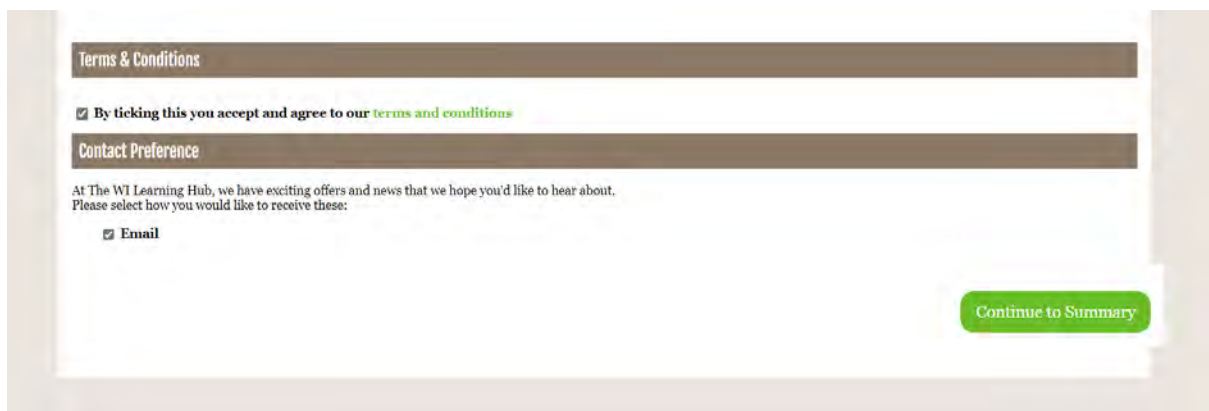 Terms & Conditions
By ticking this you accept and agree to our terms and conditions
Contact Preference
At The WI Learning Hub, we have exciting offers and news that we hope you'd like to hear about.
Please select how you would like to receive these:
Email
Continue to Summary